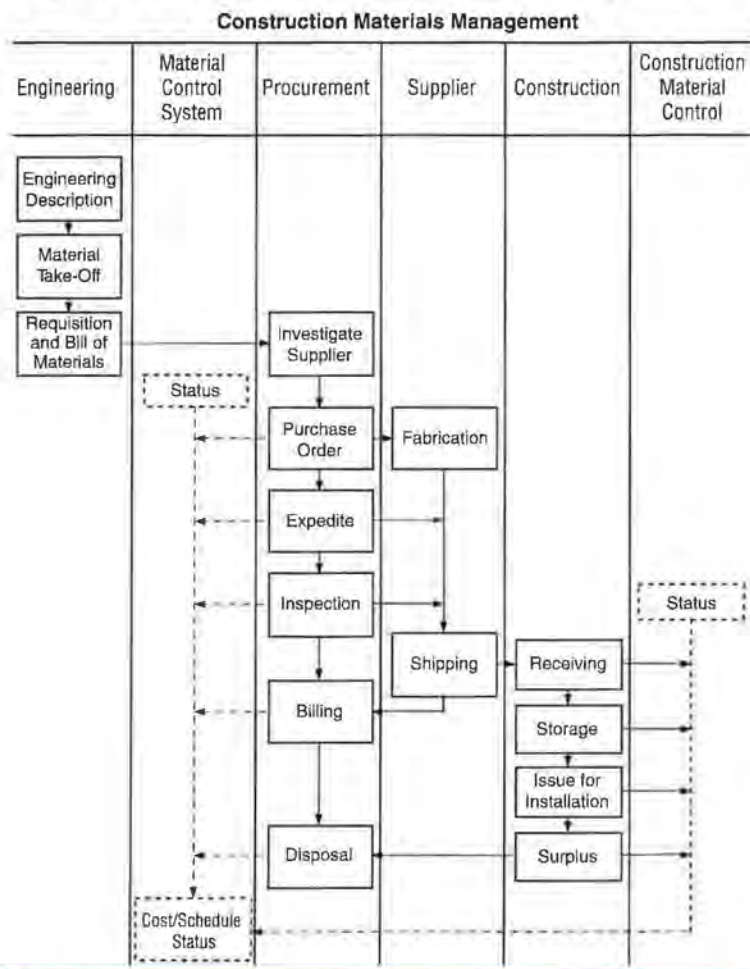 Construction Materials Management
Engineering
Material
Control
System
Procurement
Supplier
Construction
Construction
Material
Control
Engineering
Description
Material
Take-Off
Requisition
and Bill of
Materials
Investigate
Supplier
Status
Purchase
Order
Fabrication
Expedite
Inspection
Status
Shipping
Receiving
Billing
Storage
Issue for
Installation
Disposal
Surplus
Cost/Schedule
Status